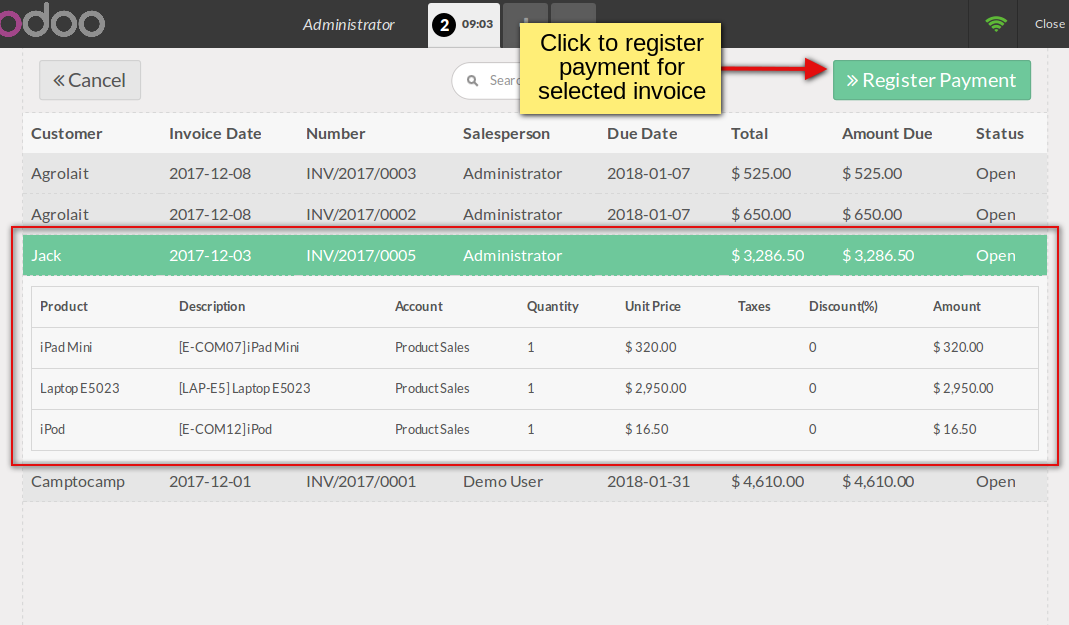 odoo Administrator 2 09:03 Close
Click to register
payment for
selected invoice
Cancel Register Payment
Customer Invoice Date Number Salesperson Due Date Total Amount Due Status
Agrolait 2017-12-08 INV/2017/0003 Administrator 2018-01-07 $ 525.00 $ 525.00 Open
Agrolait 2017-12-08 INV/2017/0002 Administrator 2018-01-07 $ 650.00 $ 650.00 Open
Jack 2017-12-03 INV/2017/0005 Administrator $ 3,286.50 $ 3,286.50 Open
Product Description Account Quantity Unit Price Taxes Discount(%) Amount
iPad Mini [E-COM07] iPad Mini Product Sales 1 $ 320.00 0 $ 320.00
Laptop E5023 [LAP-E5] Laptop E5023 Product Sales 1 $ 2,950.00 0 $ 2,950.00
iPod [E-COM12] iPod Product Sales 1 $ 16.50 0 $ 16.50
Camptocamp 2017-12-01 INV/2017/0001 Demo User 2018-01-31 $ 4,610.00 $ 4,610.00 Open